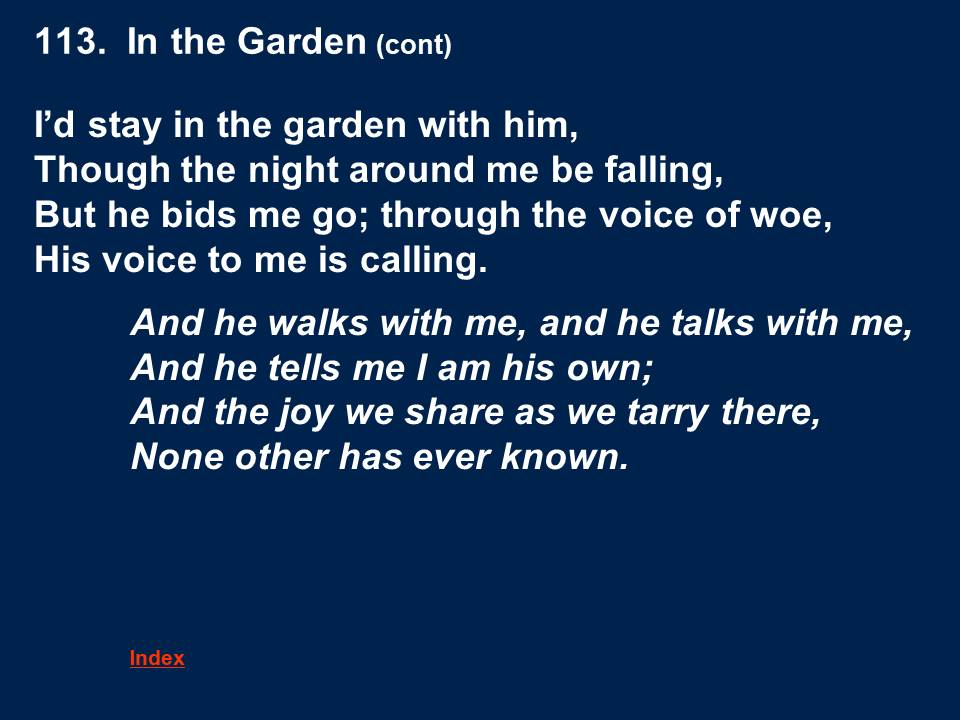 113.  In the Garden (cont)
I’d stay in the garden with him,
Though the night around me be falling,
But he bids me go; through the voice of woe,
His voice to me is calling.
And he walks with me, and he talks with me,
And he tells me I am his own;
And the joy we share as we tarry there,
None other has ever known.
Index